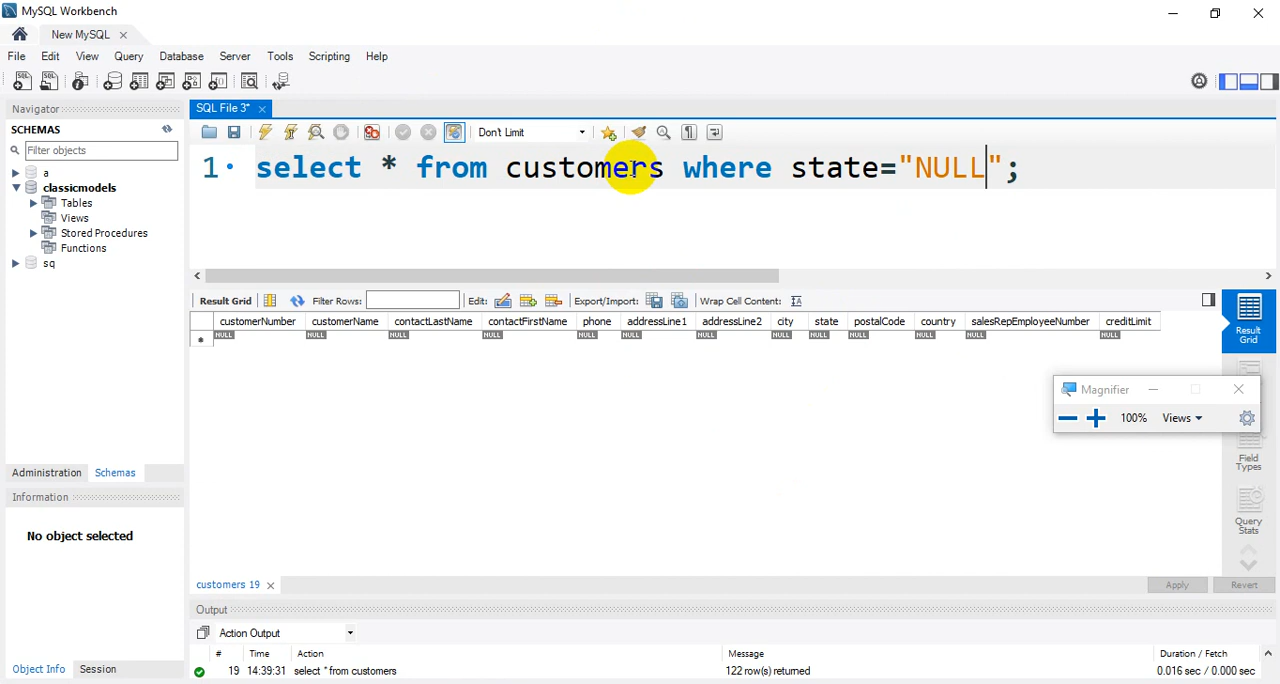 MySQL Workbench
New MySQL
File Edit View Query Database Server Tools Scripting Help
Navigator
SCHEMAS
Filter objects
a
classicmodels
Tables
Views
Stored Procedures
Functions
sq
Administration Schemas
Information
No object selected
Object Info Session
SQL File 3*
Don't Limit
1 select * from customers where state="NULL";
Result Grid Filter Rows: Edit: Export/Import: Wrap Cell Content:
customerNumber customerName contactLastName contactFirstName phone addressLine1 addressLine2 city state postalCode country salesRepEmployeeNumber creditLimit
* NULL NULL NULL NULL NULL NULL NULL NULL NULL NULL NULL NULL NULL
Result
Grid
Magnifier
100% Views
Field
Types
Query
Stats
customers 19
Apply Revert
Output
Action Output
# Time Action Message Duration / Fetch
19 14:39:31 select * from customers 122 row(s) returned 0.016 sec / 0.000 sec